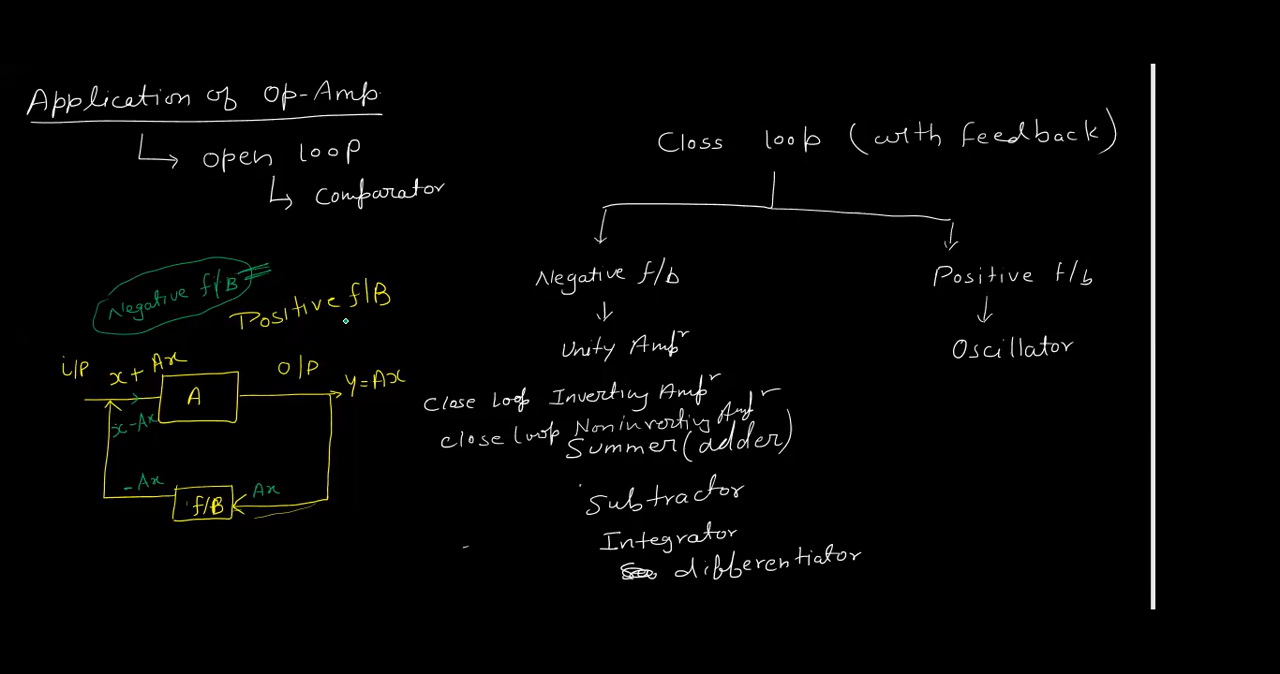 Application of Op-Amp
open loop
Comparator
Class loop (with feedback)
Negative f/b
Positive f/b
Unity Ampr
Oscillator
Close loop Inverting Ampr
Close loop Noninverting Ampr
Summer (adder)
Subtractor
Integrator
differentiator
Negative f/B
Positive f/B
i/p
x + Ax
A
O/P
y = Ax
x - Ax
- Ax
f/B
Ax